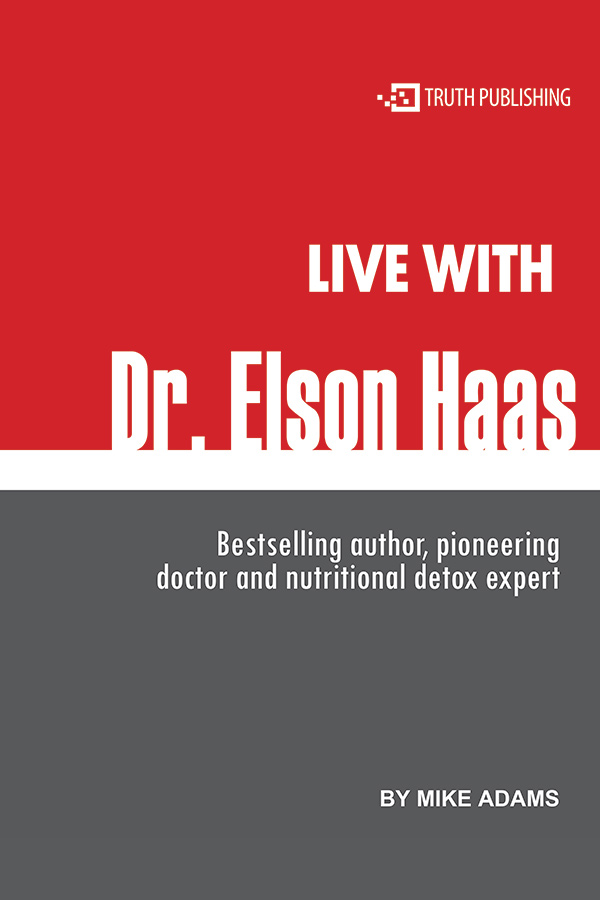 TRUTH PUBLISHING
LIVE WITH
Dr. Elson Haas
Bestselling author, pioneering
doctor and nutritional detox expert
BY MIKE ADAMS